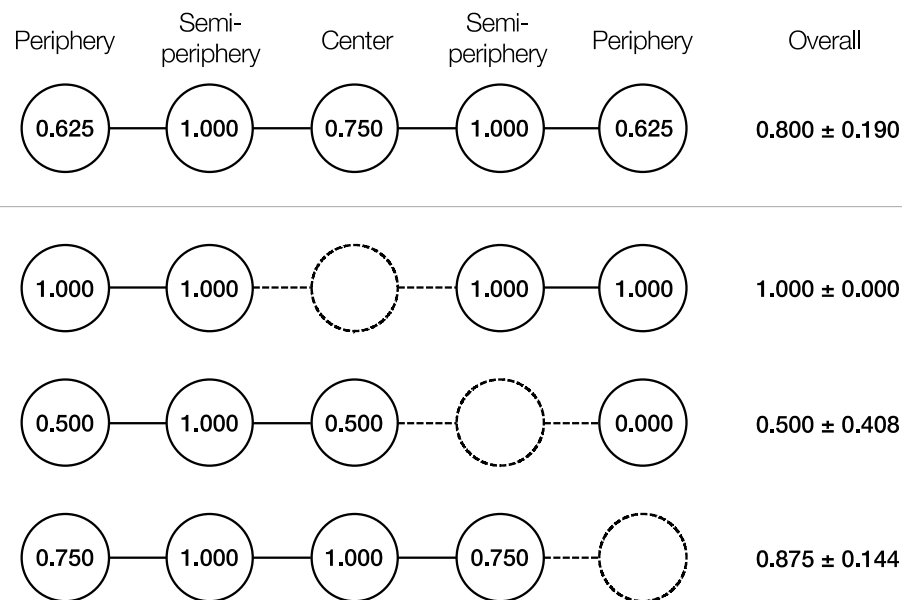 Periphery Semi-periphery Center Semi-periphery Periphery Overall
0.625 1.000 0.750 1.000 0.625 0.800 ± 0.190
1.000 1.000 1.000 1.000 1.000 ± 0.000
0.500 1.000 0.500 0.000 0.500 ± 0.408
0.750 1.000 1.000 0.750 0.875 ± 0.144